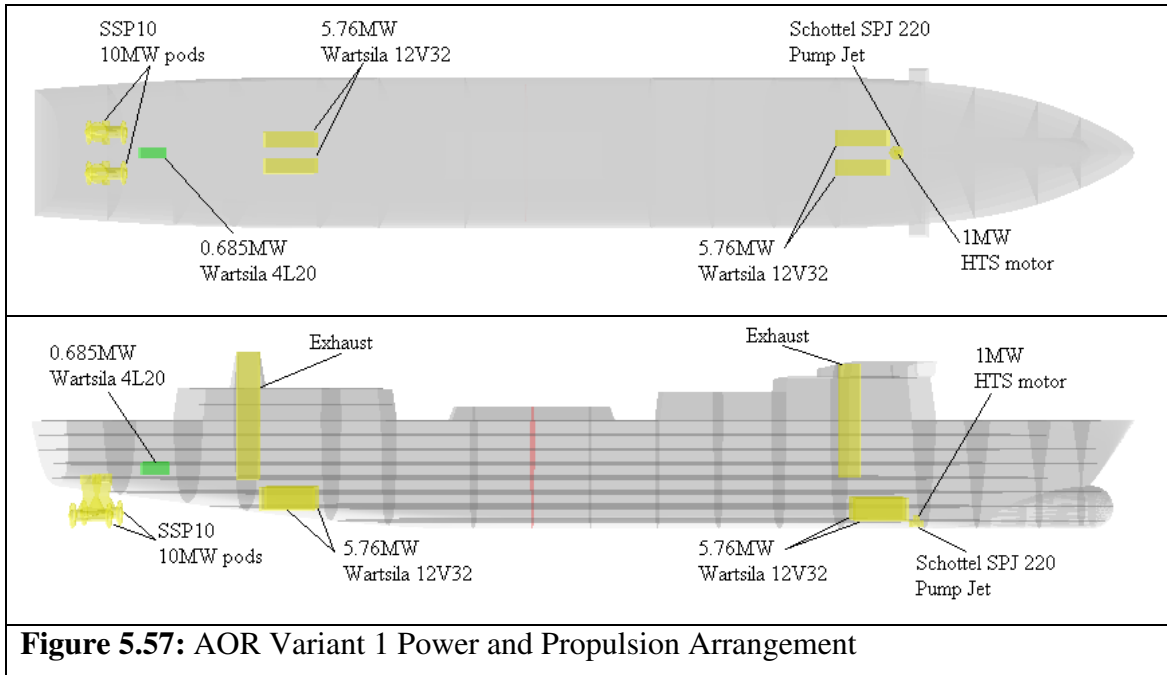 SSP10
10MW pods
5.76MW
Wartsila 12V32
Schottel SPJ 220
Pump Jet
0.685MW
Wartsila 4L20
5.76MW
Wartsila 12V32
1MW
HTS motor
0.685MW
Wartsila 4L20
Exhaust
Exhaust
1MW
HTS motor
SSP10
10MW pods
5.76MW
Wartsila 12V32
5.76MW
Wartsila 12V32
Schottel SPJ 220
Pump Jet
Figure 5.57: AOR Variant 1 Power and Propulsion Arrangement